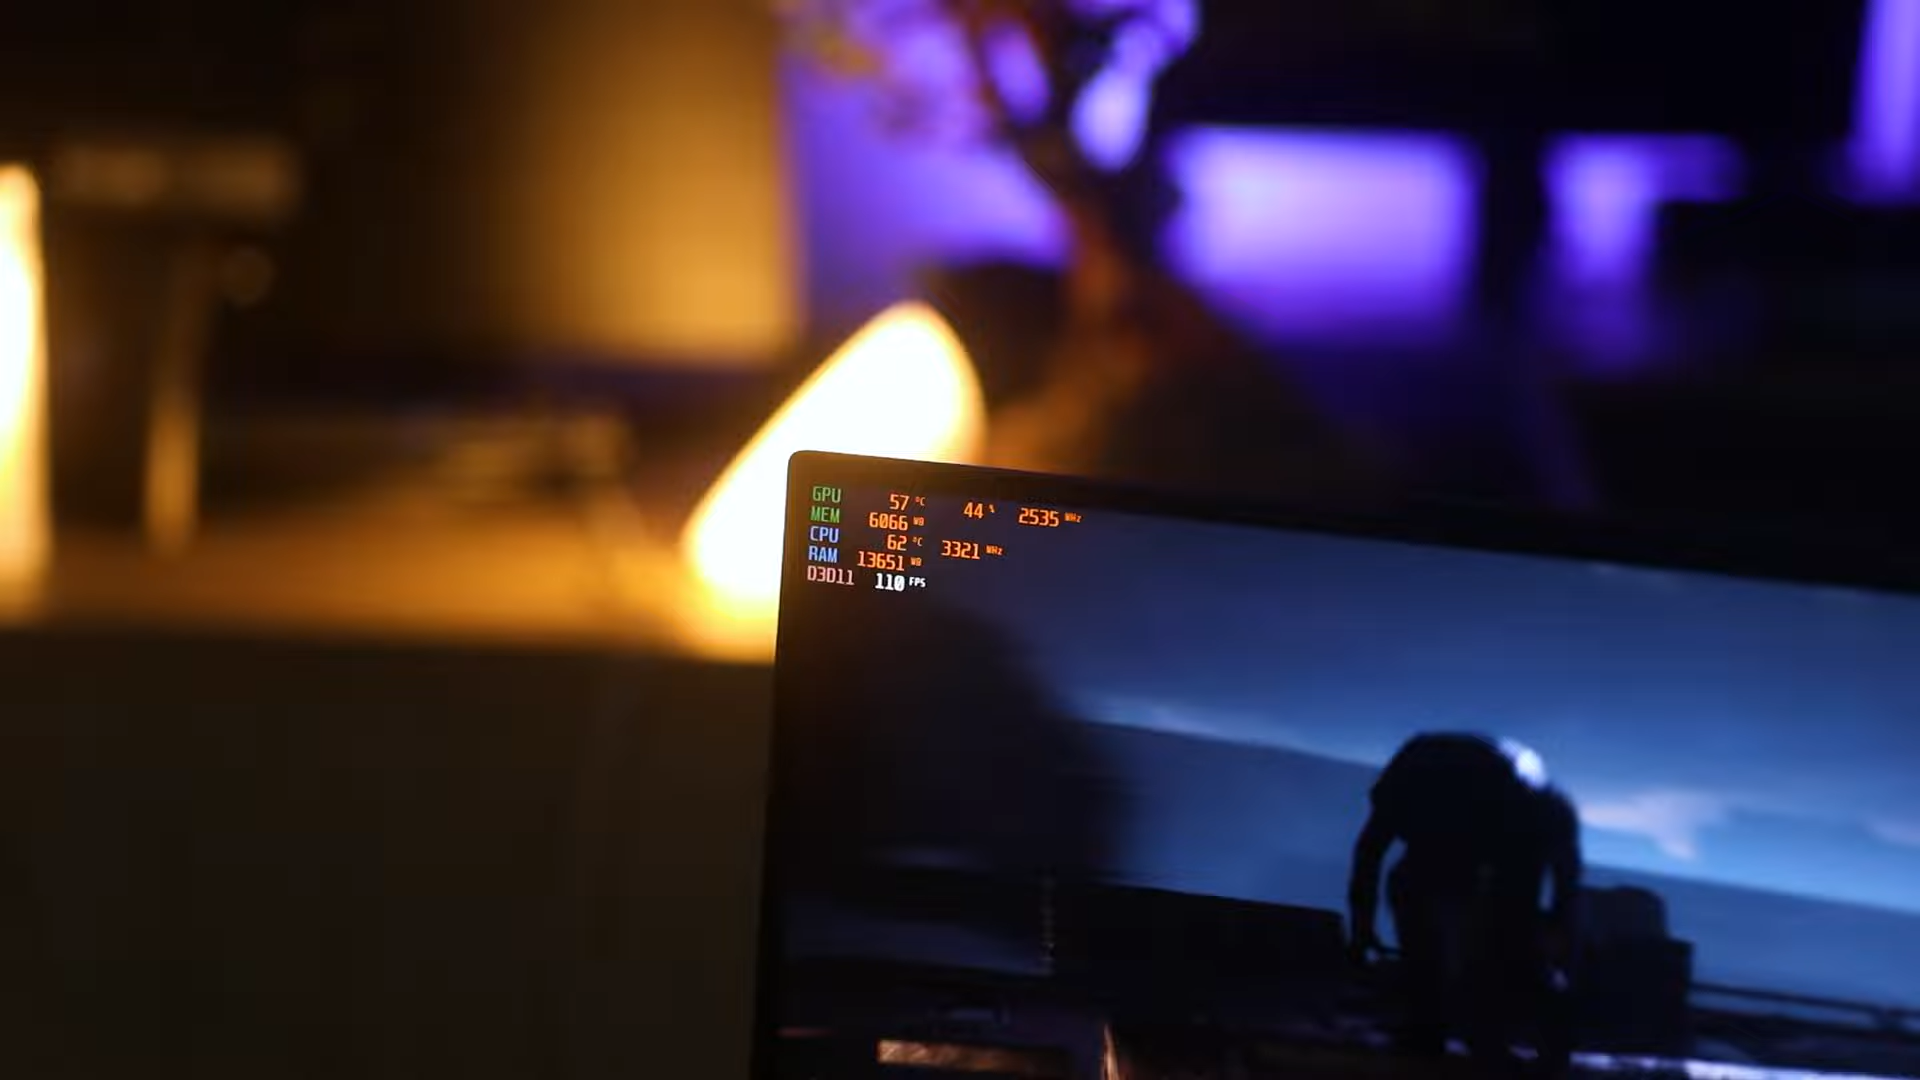 GPU 57 °C 44 % 2535 MHz
MEM 6066 MB
CPU 62 °C 3321 MHz
RAM 13651 MB
D3D11 110 FPS